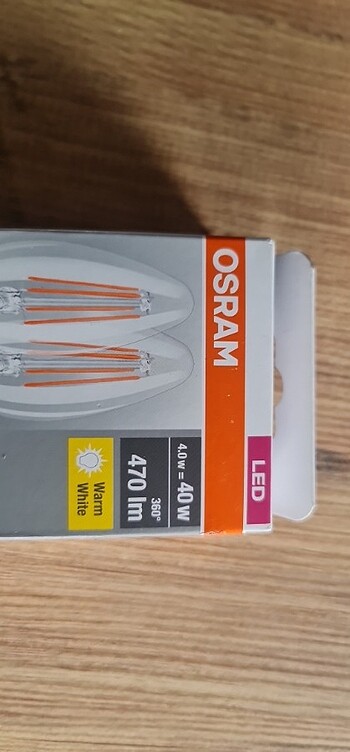 LED
OSRAM
4.0 W = 40 W
360°
470 lm
Warm
White